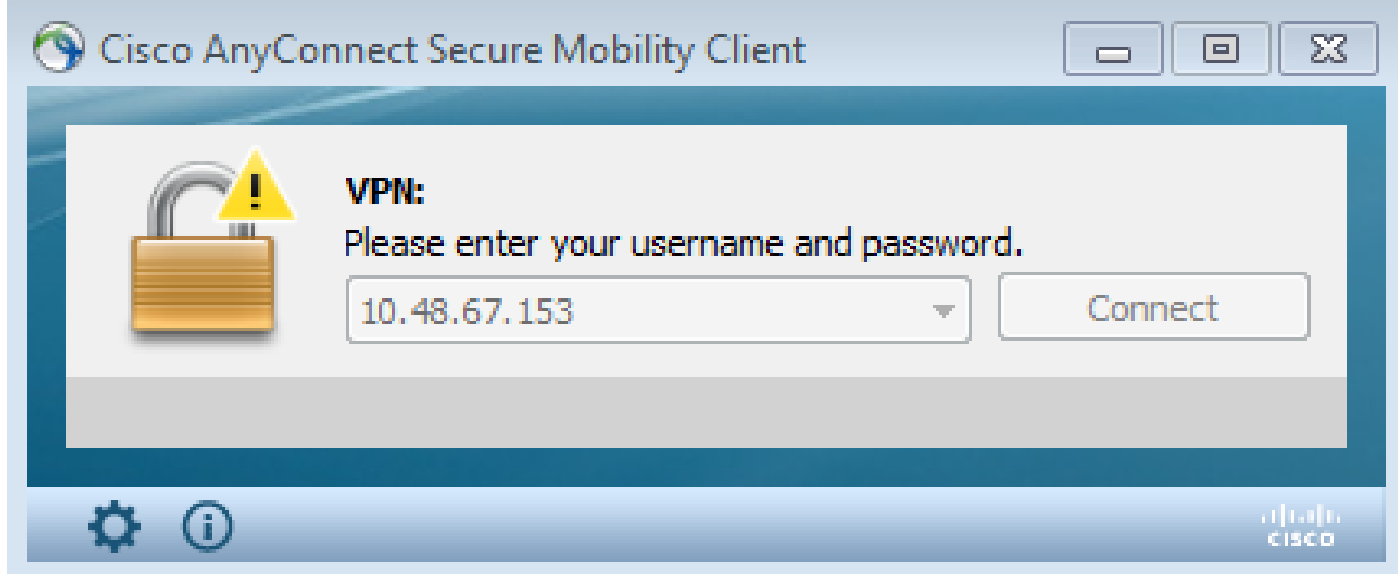 Cisco AnyConnect Secure Mobility Client
VPN:
Please enter your username and password.
10.48.67.153
Connect
CISCO